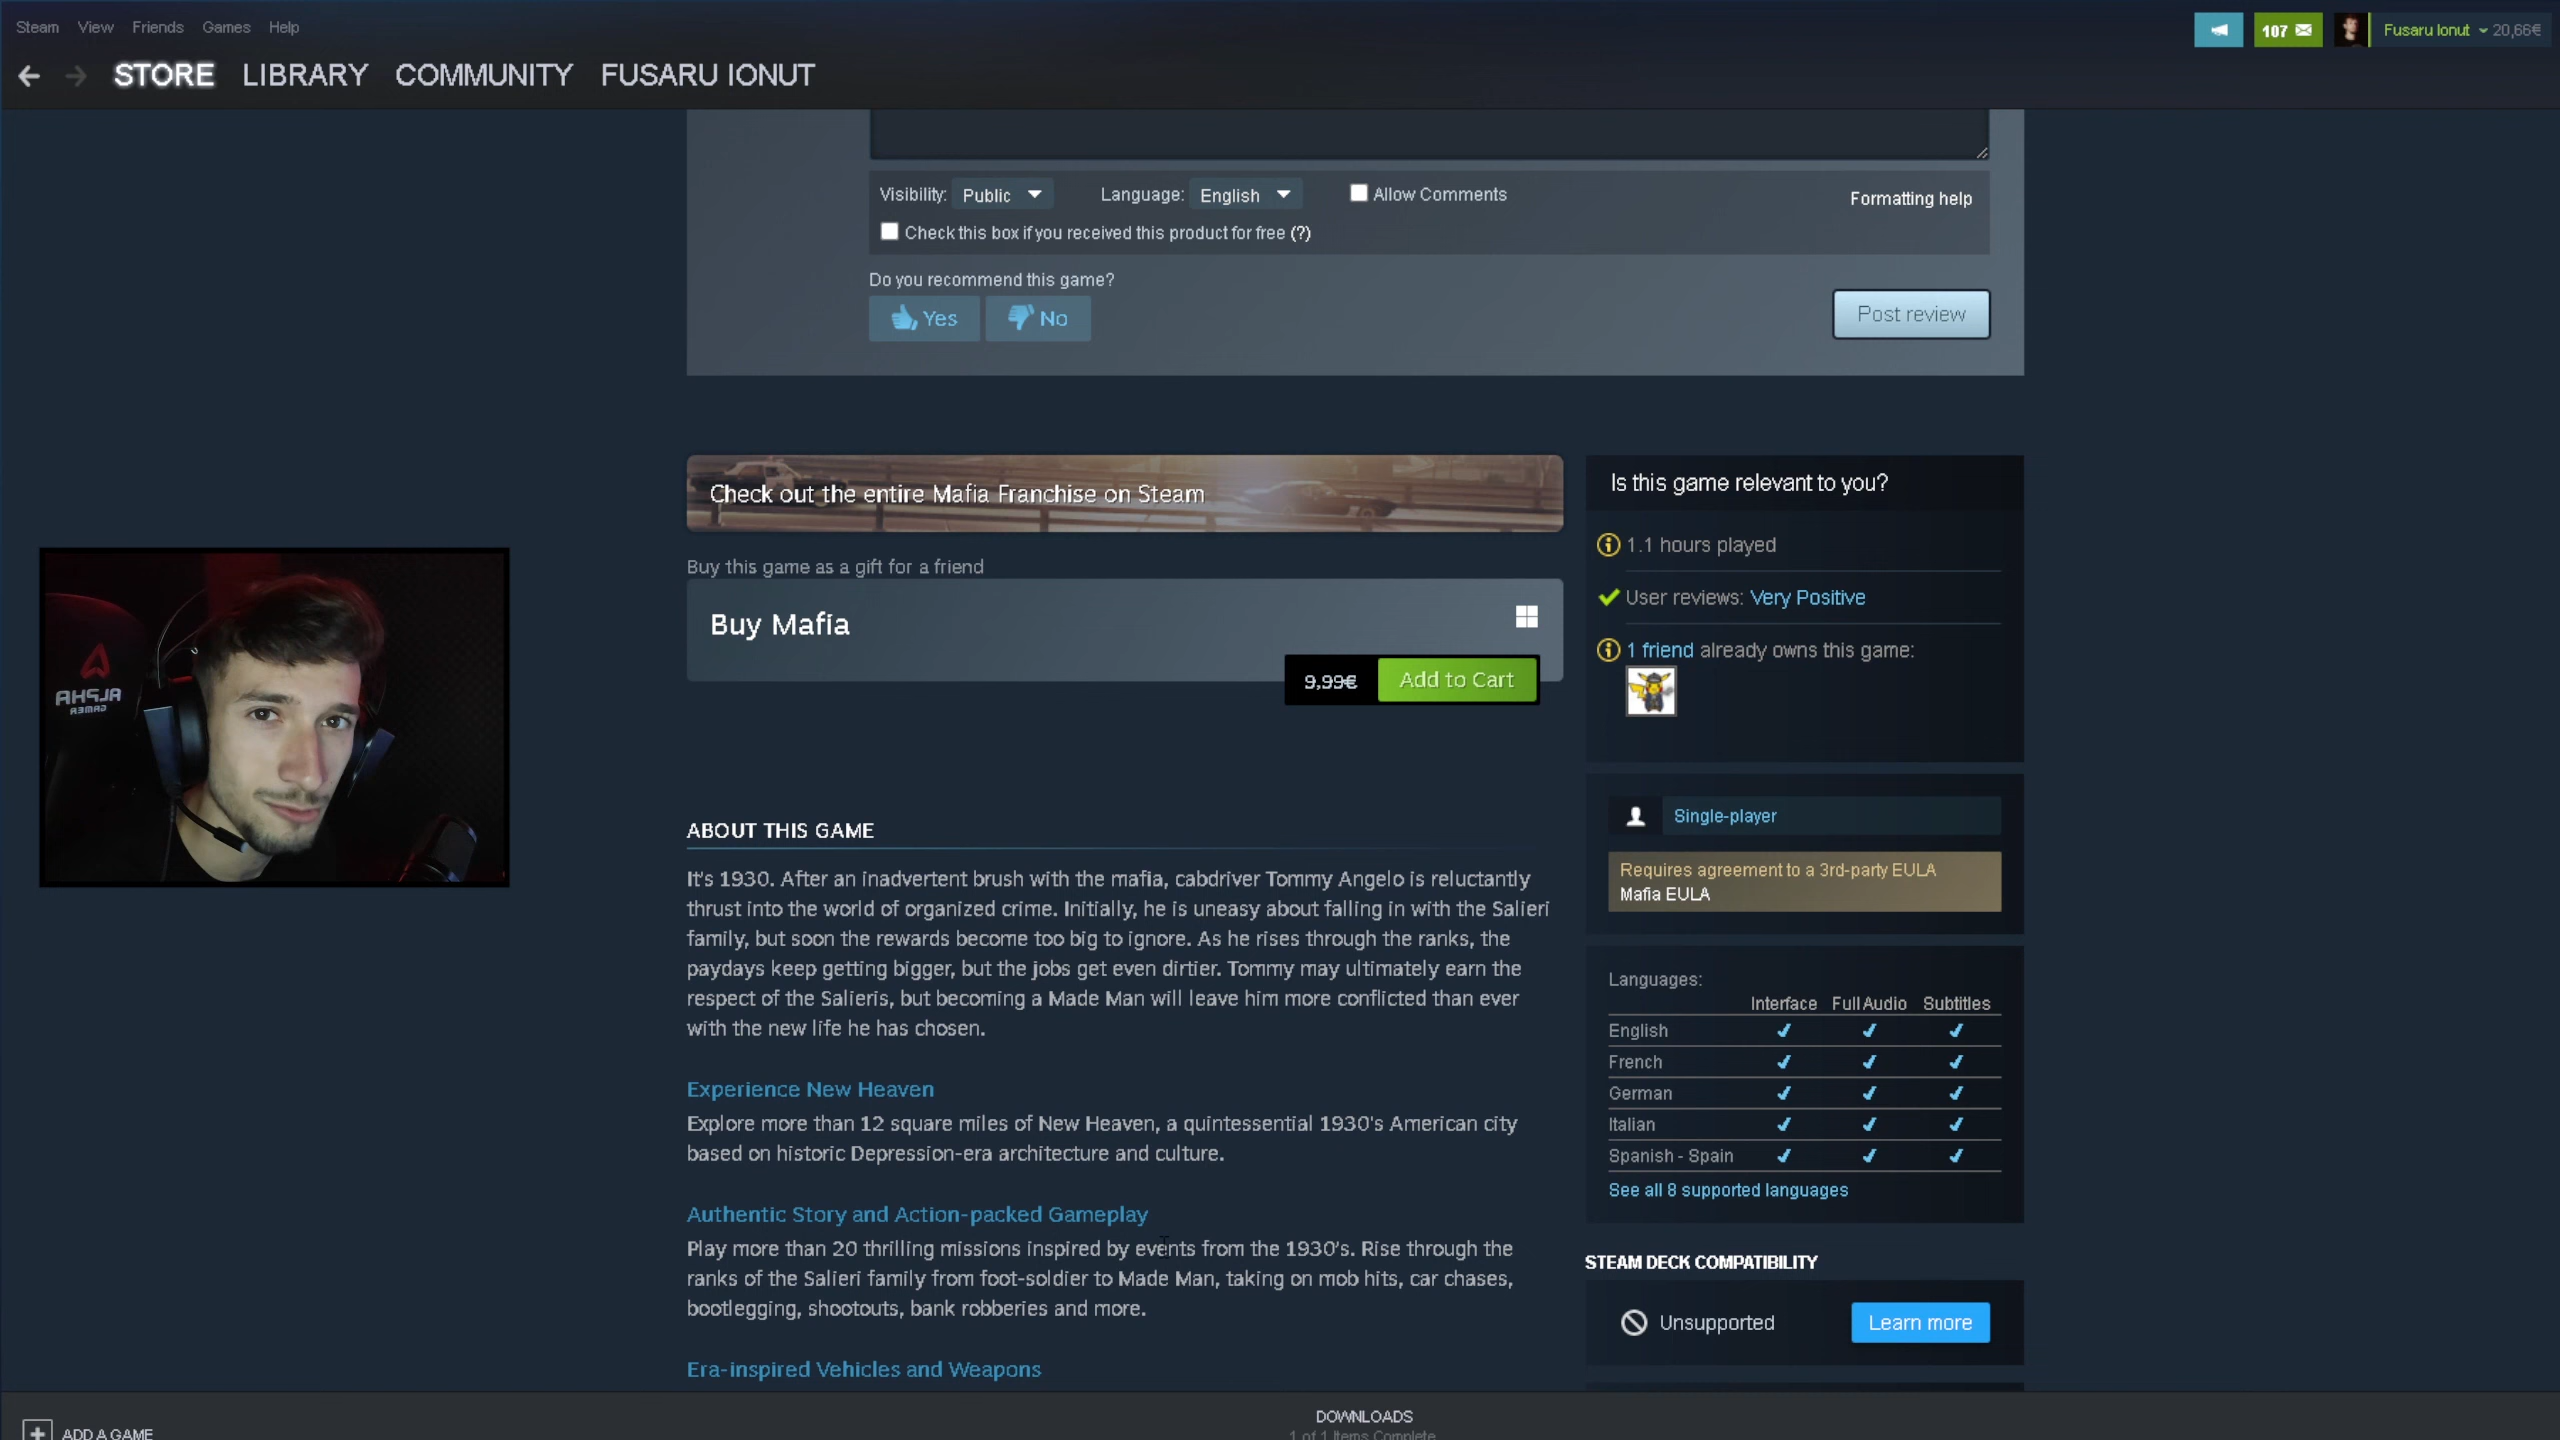 Steam View Friends Games Help
107 Fusaru Ionut 20,66€
STORE LIBRARY COMMUNITY FUSARU IONUT
Visibility: Public Language: English Allow Comments Formatting help
Check this box if you received this product for free (?)
Do you recommend this game?
Yes No Post review
Check out the entire Mafia Franchise on Steam
Buy this game as a gift for a friend
Buy Mafia
9,99€ Add to Cart
ABOUT THIS GAME
It's 1930. After an inadvertent brush with the mafia, cabdriver Tommy Angelo is reluctantly
thrust into the world of organized crime. Initially, he is uneasy about falling in with the Salieri
family, but soon the rewards become too big to ignore. As he rises through the ranks, the
paydays keep getting bigger, but the jobs get even dirtier. Tommy may ultimately earn the
respect of the Salieris, but becoming a Made Man will leave him more conflicted than ever
with the new life he has chosen.
Experience New Heaven
Explore more than 12 square miles of New Heaven, a quintessential 1930's American city
based on historic Depression-era architecture and culture.
Authentic Story and Action-packed Gameplay
Play more than 20 thrilling missions inspired by events from the 1930's. Rise through the
ranks of the Salieri family from foot-soldier to Made Man, taking on mob hits, car chases,
bootlegging, shootouts, bank robberies and more.
Era-inspired Vehicles and Weapons
Is this game relevant to you?
1.1 hours played
User reviews: Very Positive
1 friend already owns this game:
Single-player
Requires agreement to a 3rd-party EULA
Mafia EULA
Languages:
Interface Full Audio Subtitles
English ✔ ✔ ✔
French ✔ ✔ ✔
German ✔ ✔ ✔
Italian ✔ ✔ ✔
Spanish - Spain ✔ ✔ ✔
See all 8 supported languages
STEAM DECK COMPATIBILITY
Unsupported Learn more
ALPHA
GAMER
ADD A GAME
DOWNLOADS
1 of 1 Items Complete